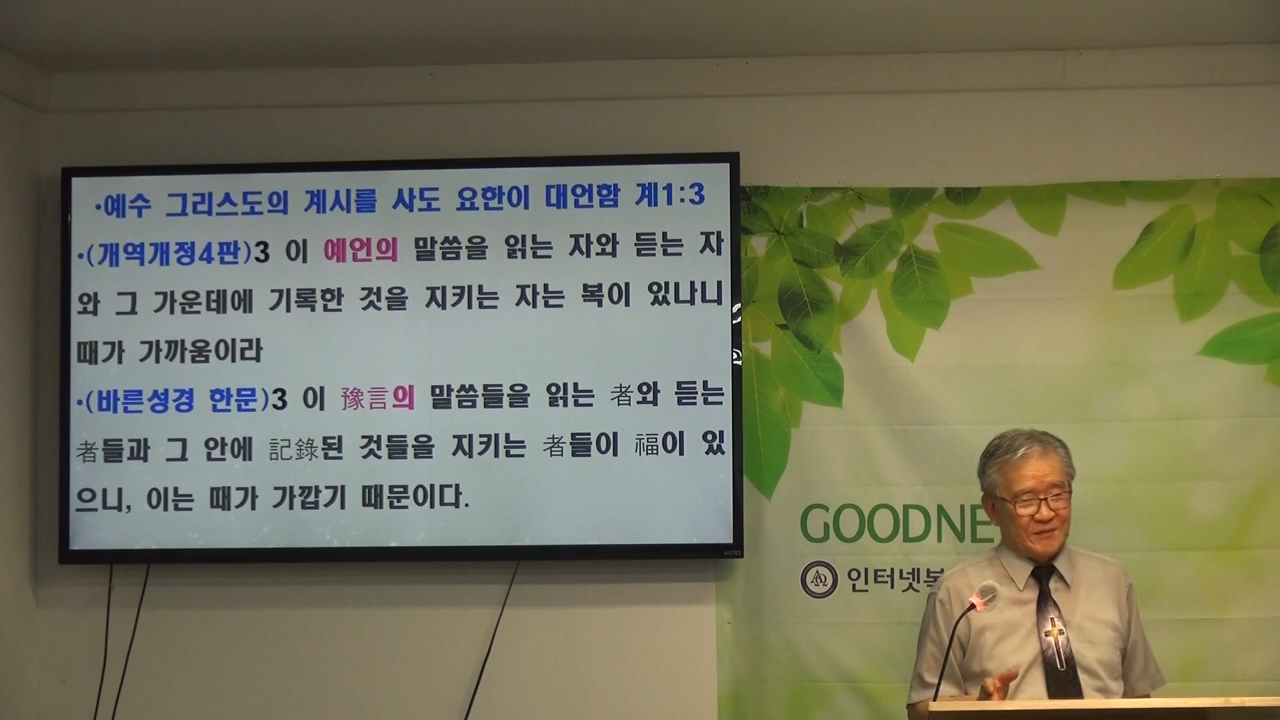 •예수 그리스도의 계시를 사도 요한이 대언함 계1:3
•(개역개정4판)3 이 예언의 말씀을 읽는 자와 듣는 자
와 그 가운데에 기록한 것을 지키는 자는 복이 있나니
때가 가까움이라
•(바른성경 한문)3 이 豫言의 말씀들을 읽는 者와 듣는
者들과 그 안에 記錄된 것들을 지키는 者들이 福이 있
으니, 이는 때가 가깝기 때문이다.
VIZIO
GOODNE
ΑΩ
인터넷복